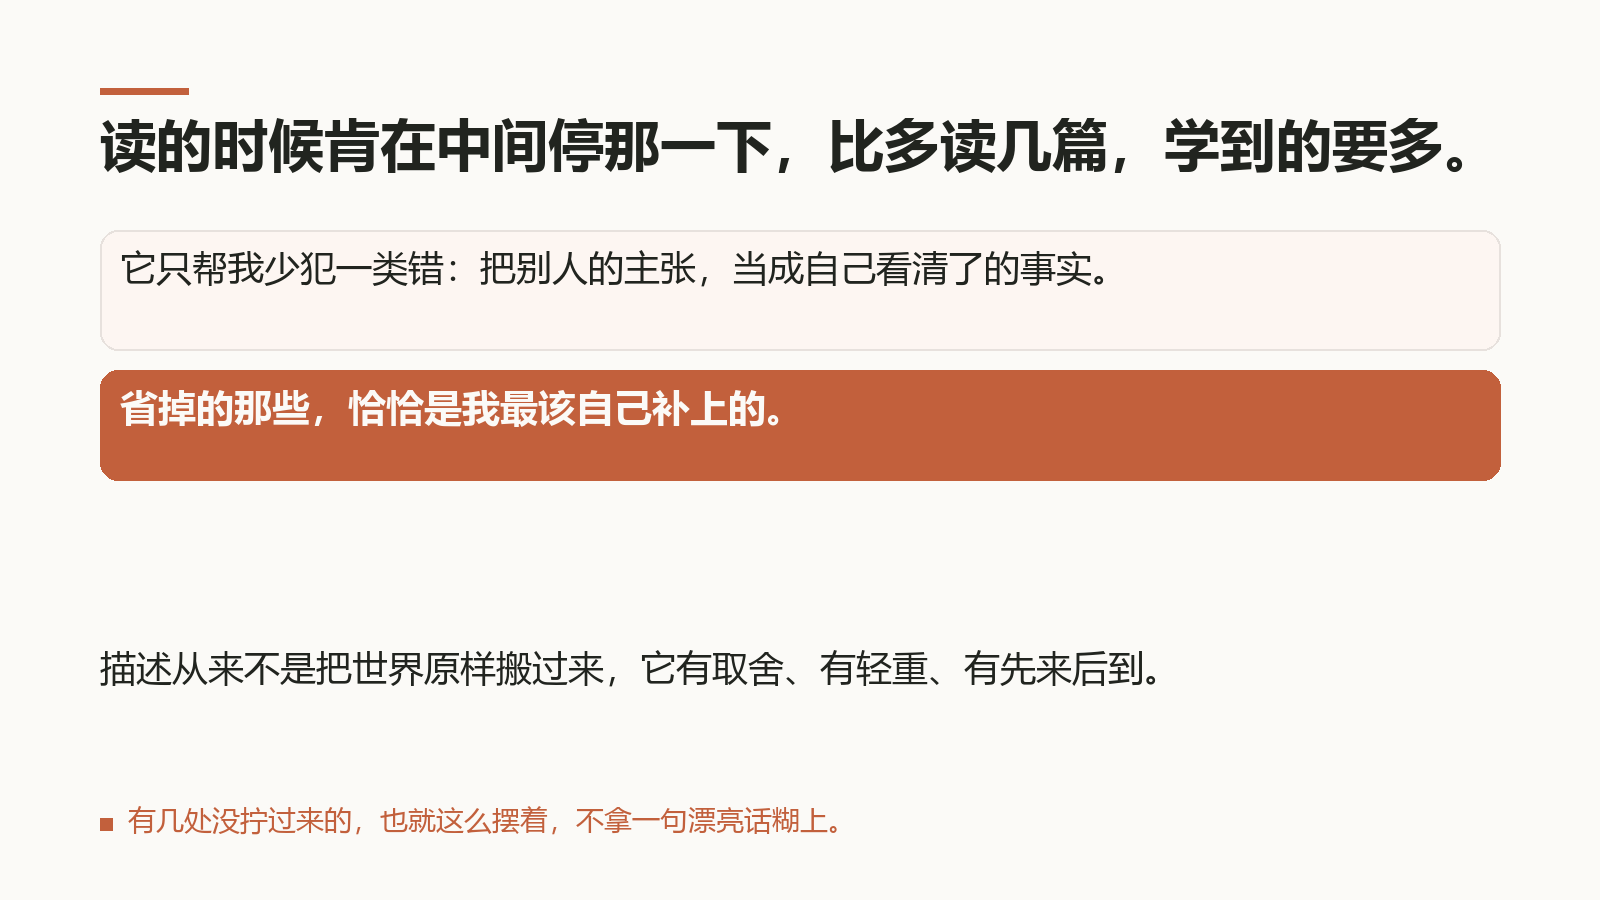 读的时候肯在中间停那一下，比多读几篇，学到的要多。
它只帮我少犯一类错：把别人的主张，当成自己看清了的事实。
省掉的那些，恰恰是我最该自己补上的。
描述从来不是把世界原样搬过来，它有取舍、有轻重、有先来后到。
有几处没拧过来的，也就这么摆着，不拿一句漂亮话糊上。